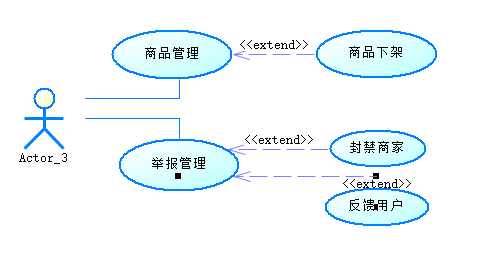 商品管理
<<extend>>
商品下架
Actor_3
举报管理
<<extend>>
封禁商家
<<extend>>
反馈用户